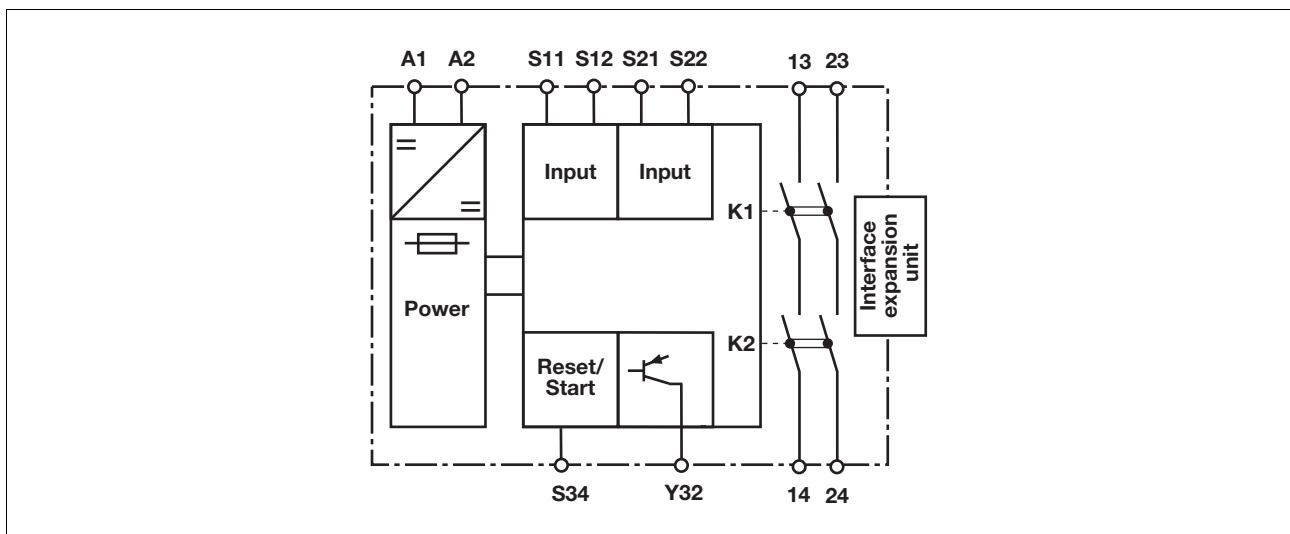 A1 A2 S11 S12 S21 S22 13 23
Input Input
K1
Interface
expansion
unit
Power
K2
Reset/
Start
S34 Y32 14 24